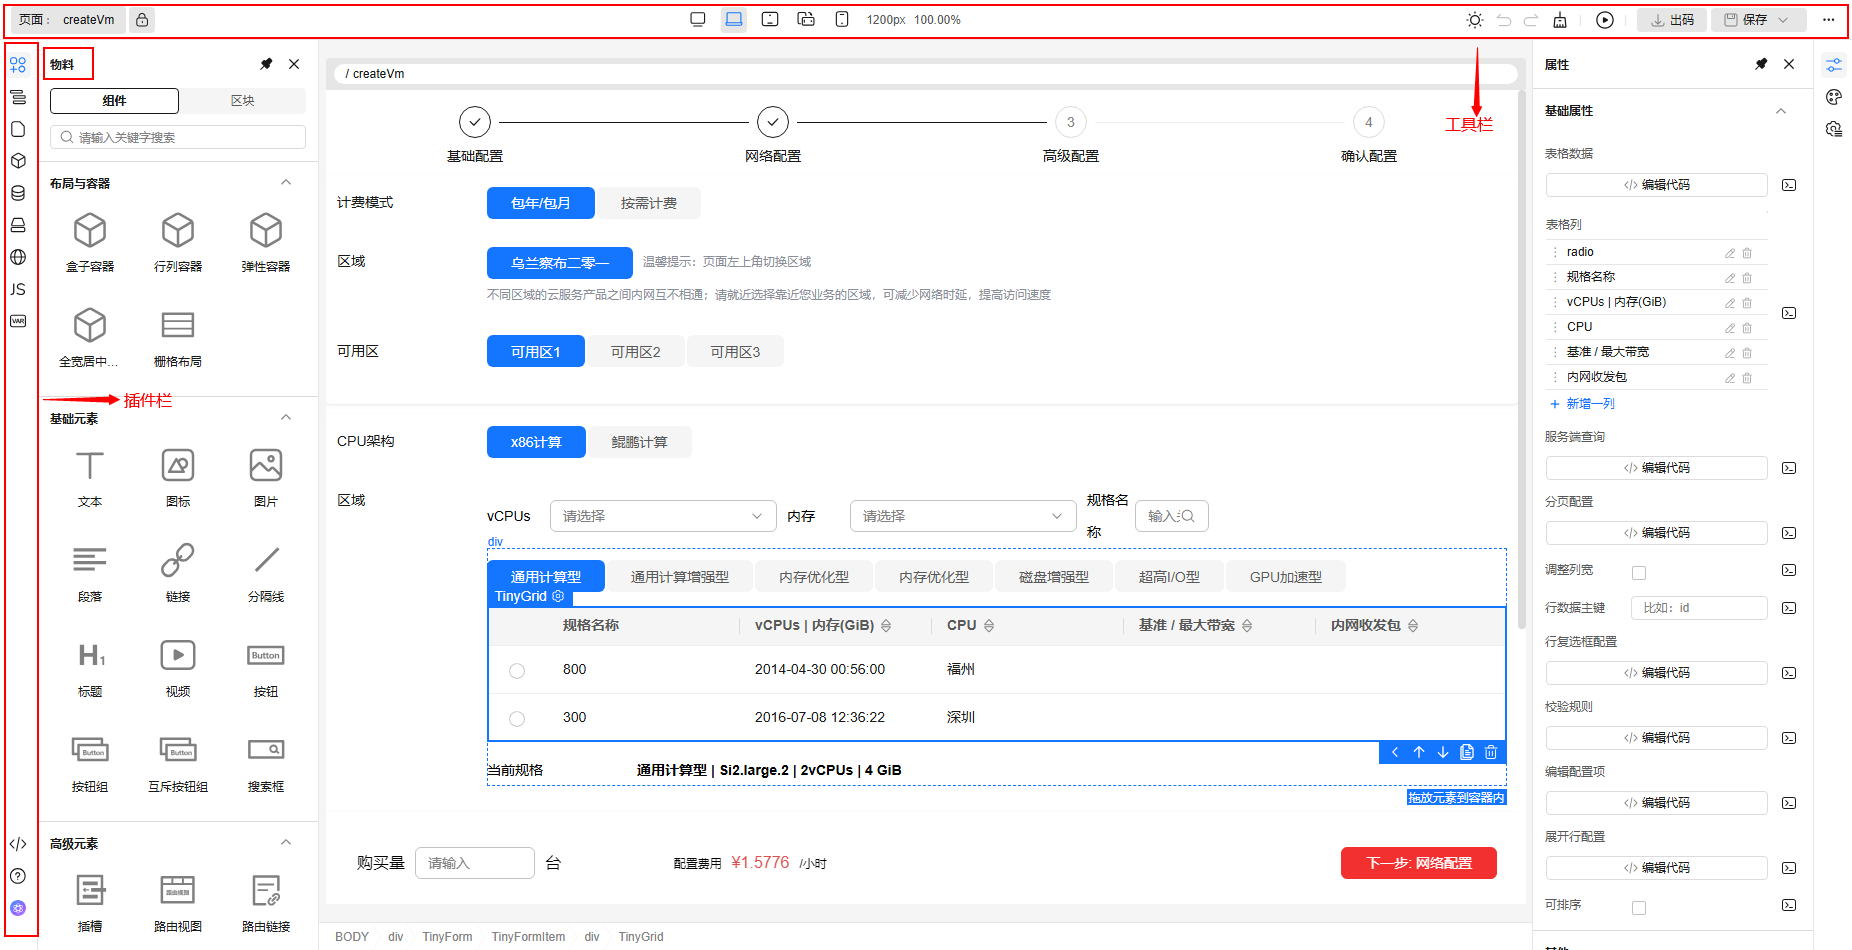 页面： createVm
1200px 100.00%
出码
保存
物料
组件 区块
请输入关键字搜索
布局与容器
盒子容器 行列容器 弹性容器
全宽居中... 栅格布局
插件栏
基础元素
文本 图标 图片
段落 链接 分隔线
H1 Button
标题 视频 按钮
Button Button
按钮组 互斥按钮组 搜索框
高级元素
插槽 路由视图 路由链接
JS
VAR
/ createVm
3 4
基础配置 网络配置 高级配置 确认配置
工具栏
计费模式 包年/包月 按需计费
区域 乌兰察布二零一 温馨提示：页面左上角切换区域
不同区域的云服务产品之间内网互不相通；请就近选择靠近您业务的区域，可减少网络时延，提高访问速度
可用区 可用区1 可用区2 可用区3
CPU架构 x86计算 鲲鹏计算
区域
vCPUs 请选择 内存 请选择 规格名称
div
通用计算型 通用计算增强型 内存优化型 内存优化型 磁盘增强型 超高I/O型 GPU加速型
TinyGrid
规格名称 vCPUs | 内存(GiB) CPU 基准 / 最大带宽 内网收发包
800 2014-04-30 00:56:00 福州
300 2016-07-08 12:36:22 深圳
当前规格 通用计算型 | Si2.large.2 | 2vCPUs | 4 GiB
拖放元素到容器内
购买量 请输入 台 配置费用 ¥1.5776 /小时 下一步: 网络配置
BODY div TinyForm TinyFormItem div TinyGrid
属性
基础属性
表格数据
</> 编辑代码
表格列
radio
规格名称
vCPUs | 内存(GiB)
CPU
基准 / 最大带宽
内网收发包
+ 新增一列
服务端查询
</> 编辑代码
分页配置
</> 编辑代码
调整列宽
行数据主键 比如：id
行复选框配置
</> 编辑代码
校验规则
</> 编辑代码
编辑配置项
</> 编辑代码
展开行配置
</> 编辑代码
可排序